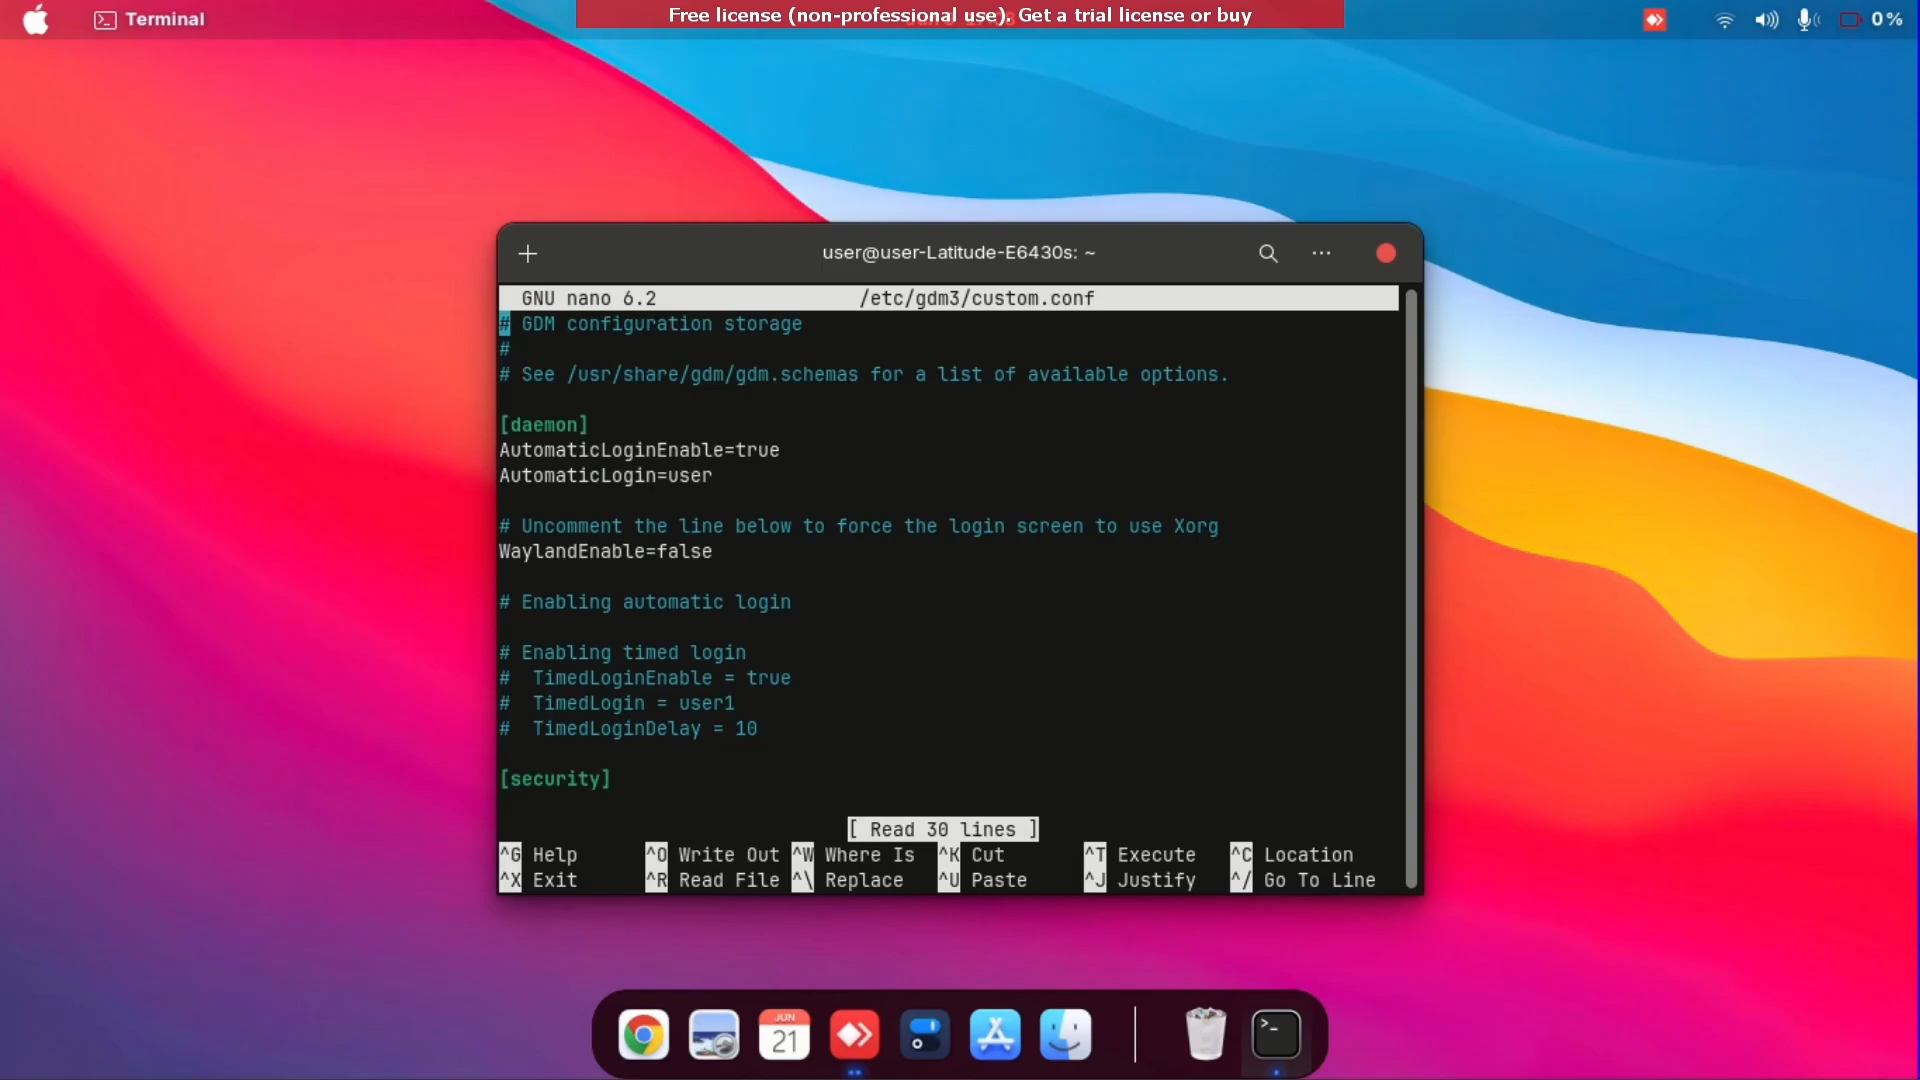 Terminal
Free license (non-professional use). Get a trial license or buy
0 %
user@user-Latitude-E6430s: ~
GNU nano 6.2 /etc/gdm3/custom.conf
# GDM configuration storage
#
# See /usr/share/gdm/gdm.schemas for a list of available options.
[daemon]
AutomaticLoginEnable=true
AutomaticLogin=user
# Uncomment the line below to force the login screen to use Xorg
WaylandEnable=false
# Enabling automatic login
# Enabling timed login
#  TimedLoginEnable = true
#  TimedLogin = user1
#  TimedLoginDelay = 10
[security]
[ Read 30 lines ]
^G Help ^O Write Out ^W Where Is ^K Cut ^T Execute ^C Location
^X Exit ^R Read File ^\ Replace ^U Paste ^J Justify ^/ Go To Line
JUN
21